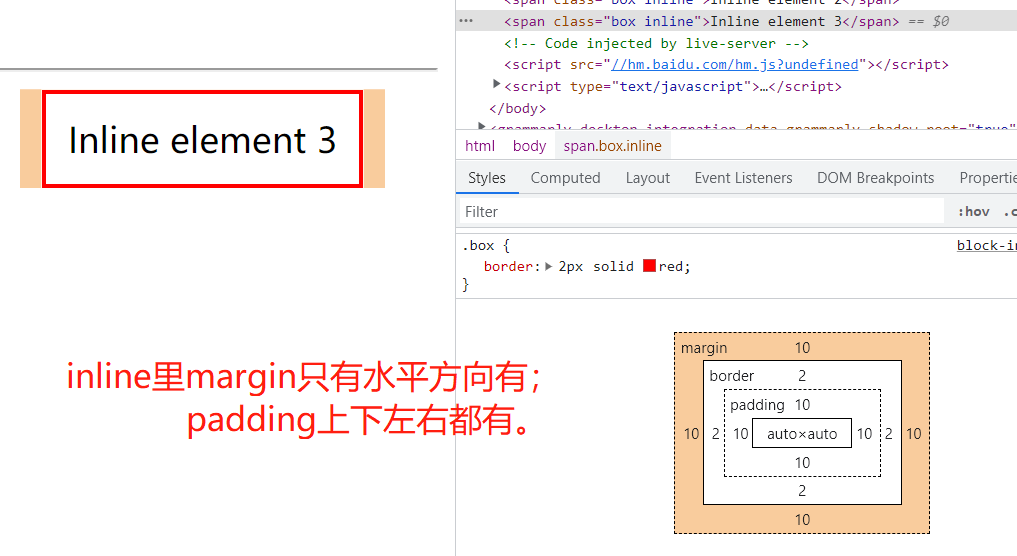 <span class="box inline">Inline element 2</span>
<span class="box inline">Inline element 3</span> == $0
<!-- Code injected by live-server -->
<script src="//hm.baidu.com/hm.js?undefined"></script>
<script type="text/javascript">…</script>
</body>
<grammarly-desktop-integration data-grammarly-shadow-root="true"
html body span.box.inline
Styles Computed Layout Event Listeners DOM Breakpoints Propertie
Filter :hov .c
.box { block-in
border: 2px solid red;
}
Inline element 3
inline里margin只有水平方向有；
padding上下左右都有。
margin 10
border 2
padding 10
10 2 10 auto×auto 10 2 10
10
2
10